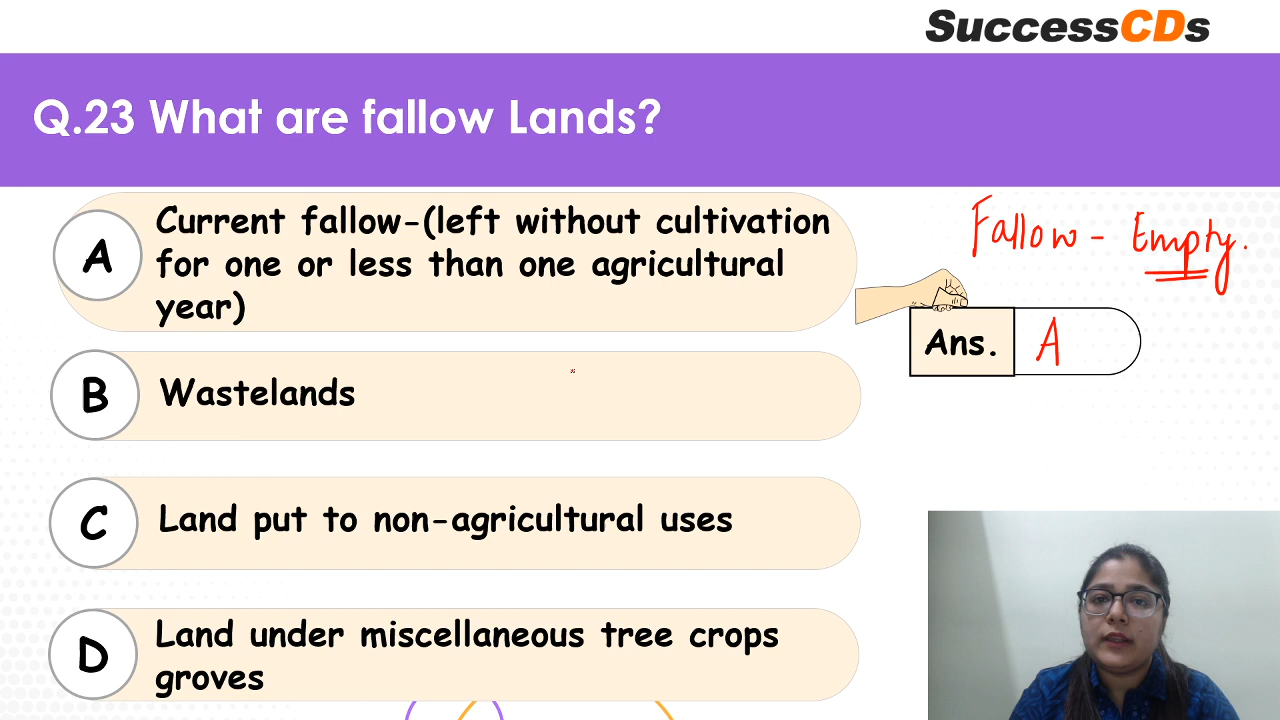 SuccessCDs
Q.23 What are fallow Lands?
A
Current fallow-(left without cultivation
for one or less than one agricultural
year)
Fallow - Empty.
Ans. A
B
Wastelands
C
Land put to non-agricultural uses
D
Land under miscellaneous tree crops
groves